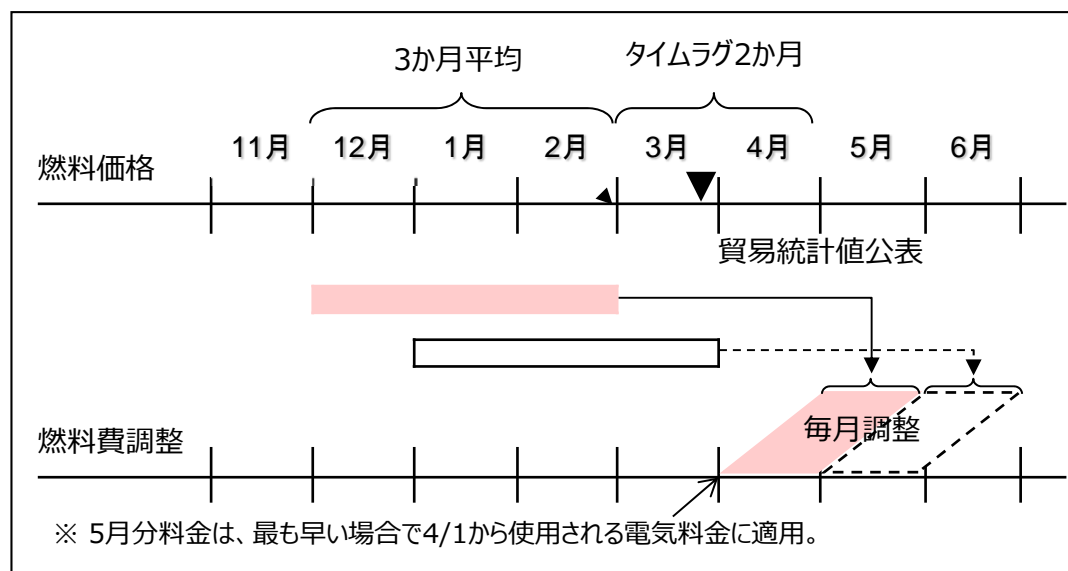 3か月平均
タイムラグ2か月
11月 12月 1月 2月 3月 4月 5月 6月
燃料価格
貿易統計値公表
毎月調整
燃料費調整
※ 5月分料金は、最も早い場合で4/1から使用される電気料金に適用。